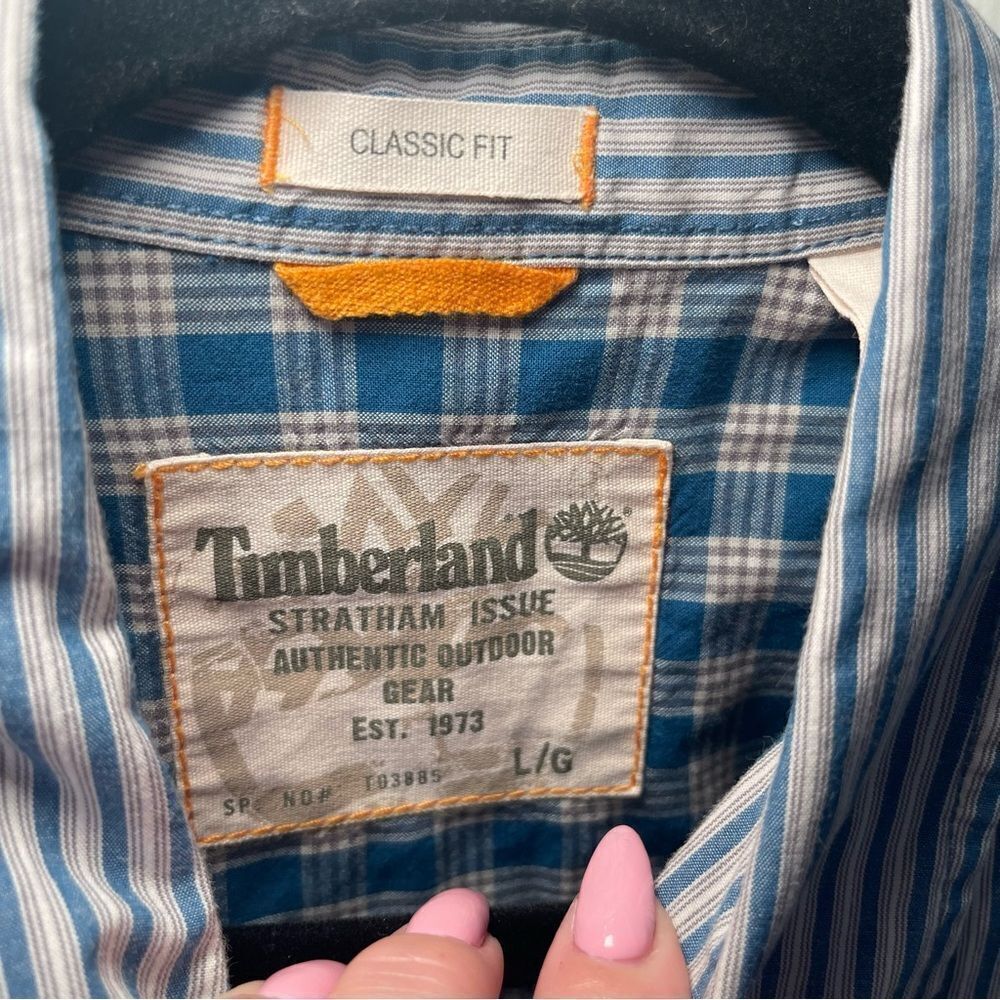 CLASSIC FIT
Timberland®
STRATHAM ISSUE
AUTHENTIC OUTDOOR
GEAR
EST. 1973
L/G
SP. NO# T03885